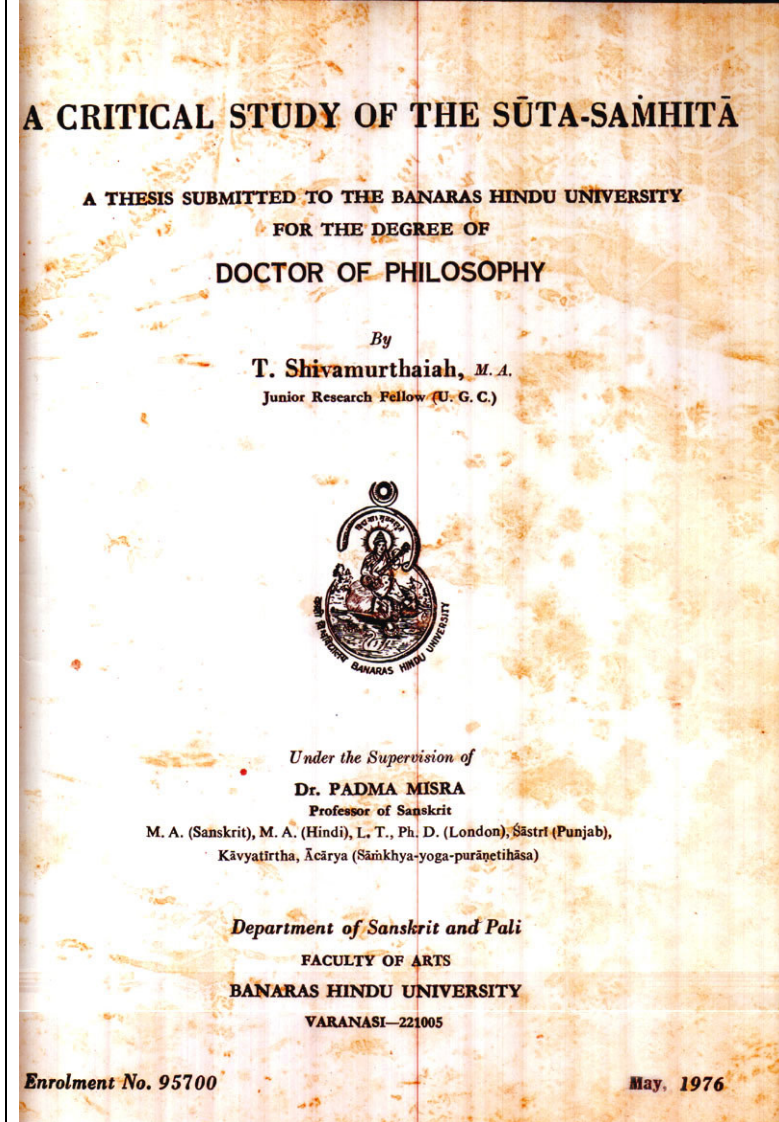 A CRITICAL STUDY OF THE SŪTA-SAṀHITĀ
A THESIS SUBMITTED TO THE BANARAS HINDU UNIVERSITY
FOR THE DEGREE OF
DOCTOR OF PHILOSOPHY
By
T. Shivamurthaiah, M. A.
Junior Research Fellow (U. G. C.)
BANARAS HINDU UNIVERSITY
Under the Supervision of
Dr. PADMA MISRA
Professor of Sanskrit
M. A. (Sanskrit), M. A. (Hindi), L. T., Ph. D. (London), Śāstrī (Punjab),
Kāvyatīrtha, Ācārya (Sāṁkhya-yoga-purāṇetihāsa)
Department of Sanskrit and Pali
FACULTY OF ARTS
BANARAS HINDU UNIVERSITY
VARANASI—221005
Enrolment No. 95700
May, 1976